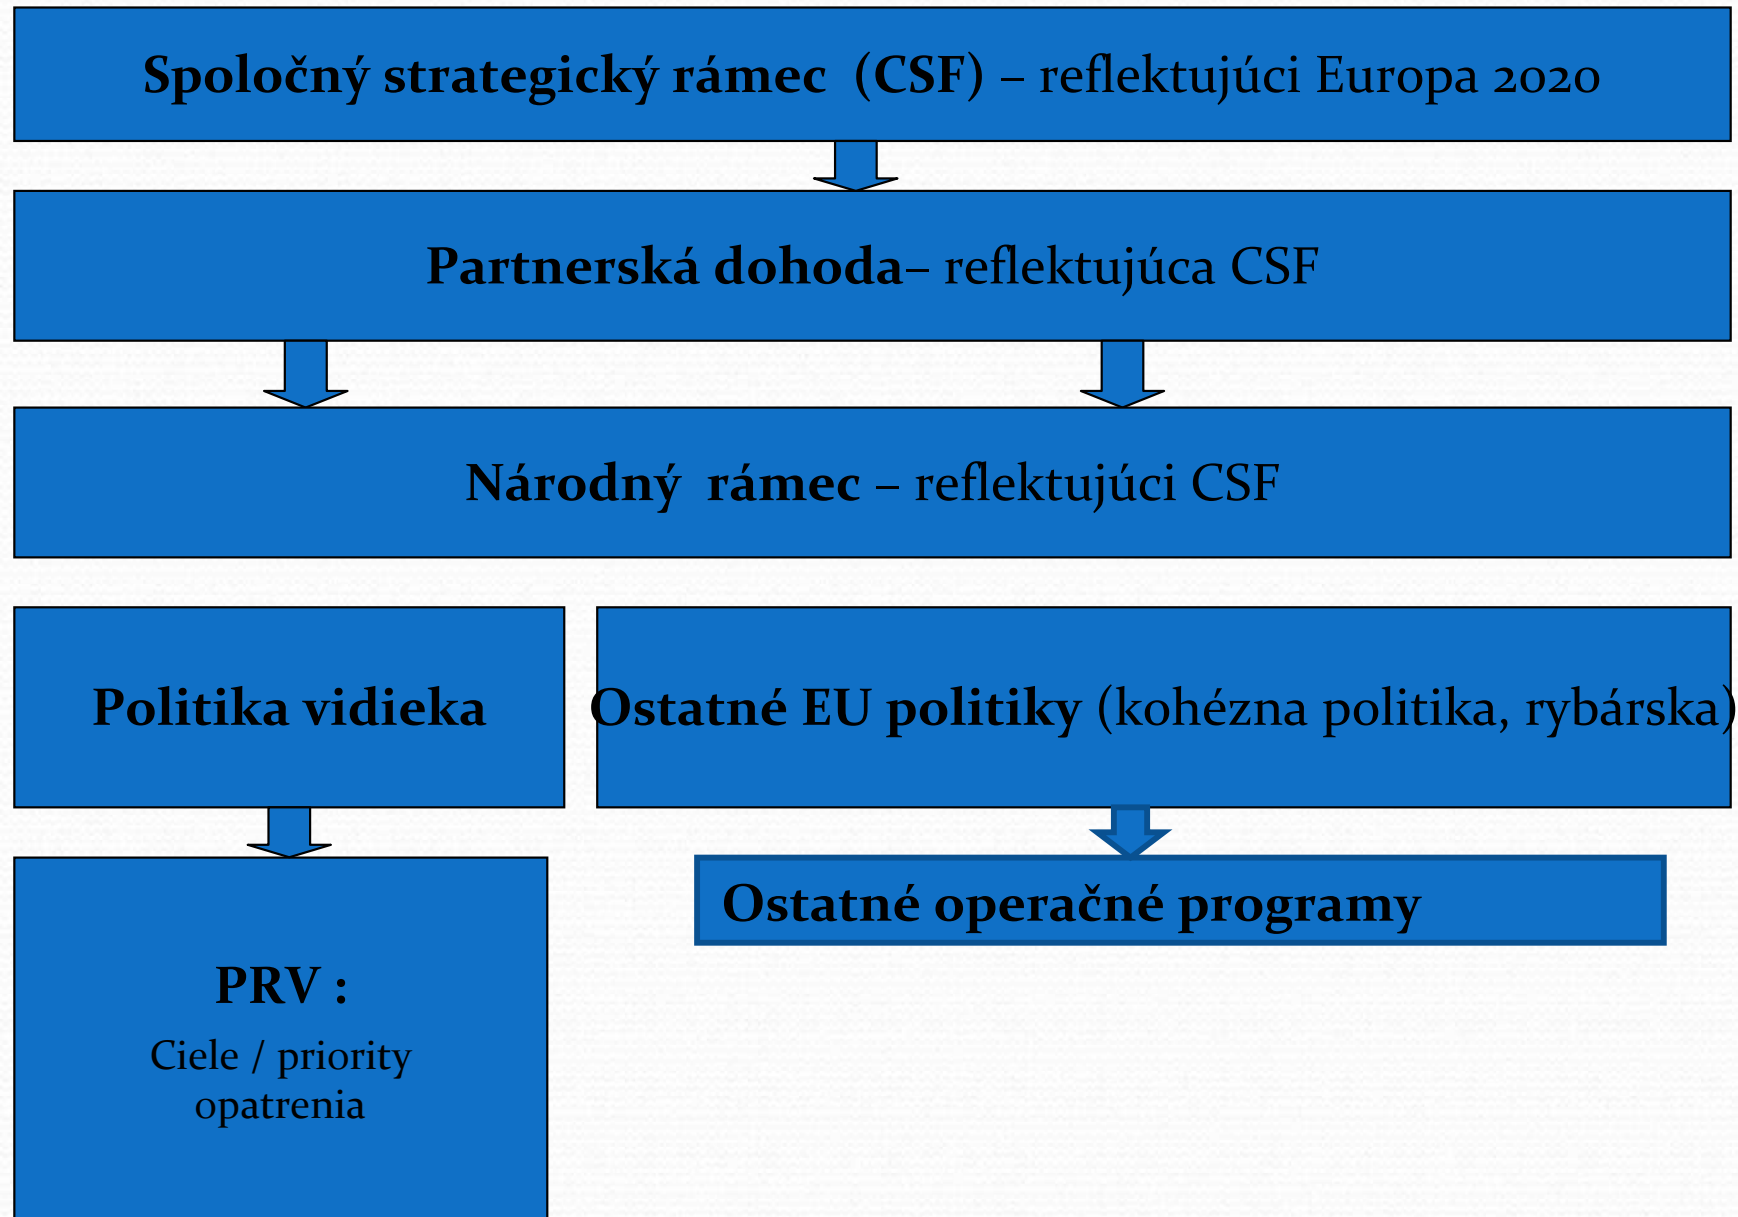 Spoločný strategický rámec  (CSF) – reflektujúci Europa 2020
Partnerská dohoda– reflektujúca CSF
Národný  rámec – reflektujúci CSF
Politika vidieka
Ostatné EU politiky (kohézna politika, rybárska)
Ostatné operačné programy
PRV :
Ciele / priority
opatrenia